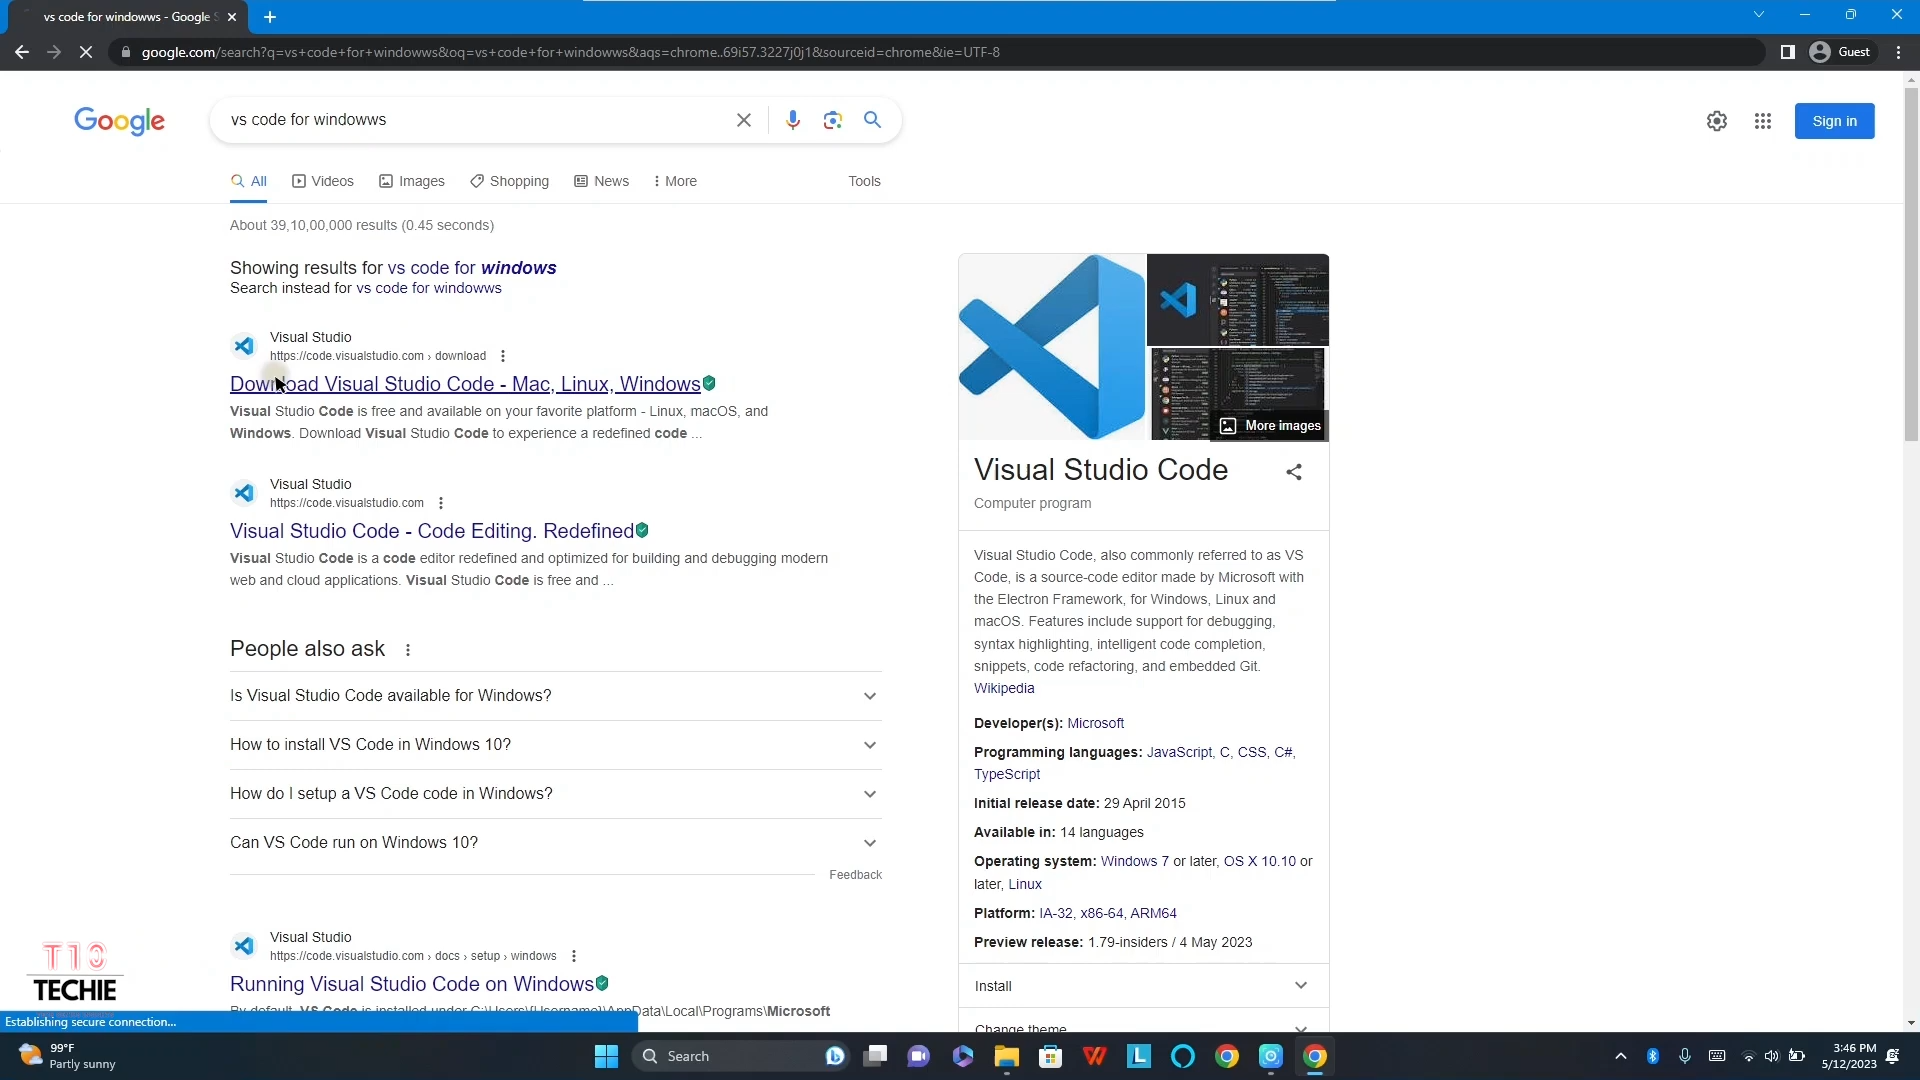 vs code for windowws - Google S
google.com/search?q=vs+code+for+windowws&oq=vs+code+for+windowws&aqs=chrome..69i57.3227j0j1&sourceid=chrome&ie=UTF-8
Guest
Google
vs code for windowws
Sign in
All
Videos
Images
Shopping
News
More
Tools
About 39,10,00,000 results (0.45 seconds)
Showing results for vs code for windows
Search instead for vs code for windowws
Visual Studio
https://code.visualstudio.com › download
Download Visual Studio Code - Mac, Linux, Windows
Visual Studio Code is free and available on your favorite platform - Linux, macOS, and
Windows. Download Visual Studio Code to experience a redefined code ...
Visual Studio
https://code.visualstudio.com
Visual Studio Code - Code Editing. Redefined
Visual Studio Code is a code editor redefined and optimized for building and debugging modern
web and cloud applications. Visual Studio Code is free and ...
People also ask
Is Visual Studio Code available for Windows?
How to install VS Code in Windows 10?
How do I setup a VS Code code in Windows?
Can VS Code run on Windows 10?
Feedback
Visual Studio
https://code.visualstudio.com › docs › setup › windows
Running Visual Studio Code on Windows
By default, VS Code is installed under C:\Users\{Username}\AppData\Local\Programs\Microsoft
More images
Visual Studio Code
Computer program
Visual Studio Code, also commonly referred to as VS
Code, is a source-code editor made by Microsoft with
the Electron Framework, for Windows, Linux and
macOS. Features include support for debugging,
syntax highlighting, intelligent code completion,
snippets, code refactoring, and embedded Git.
Wikipedia
Developer(s): Microsoft
Programming languages: JavaScript, C, CSS, C#,
TypeScript
Initial release date: 29 April 2015
Available in: 14 languages
Operating system: Windows 7 or later, OS X 10.10 or
later, Linux
Platform: IA-32, x86-64, ARM64
Preview release: 1.79-insiders / 4 May 2023
Install
Change theme
T10
TECHIE
Establishing secure connection...
99°F
Partly sunny
Search
3:46 PM
5/12/2023